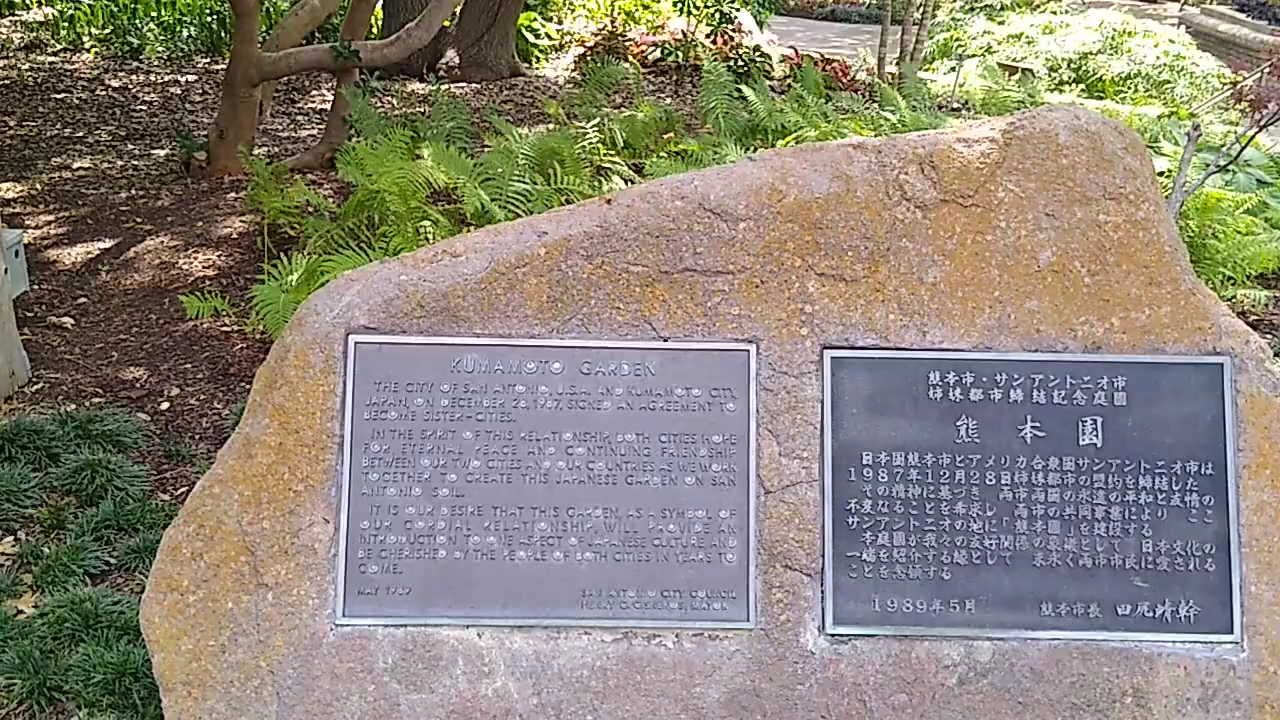 KUMAMOTO GARDEN
THE CITY OF SAN ANTONIO, U.S.A. AND KUMAMOTO CITY,
JAPAN, ON DECEMBER 28, 1987, SIGNED AN AGREEMENT TO
BECOME SISTER-CITIES.
IN THE SPIRIT OF THIS RELATIONSHIP, BOTH CITIES HOPE
FOR ETERNAL PEACE AND CONTINUING FRIENDSHIP
BETWEEN OUR TWO CITIES AND OUR COUNTRIES AS WE WORK
TOGETHER TO CREATE THIS JAPANESE GARDEN ON SAN
ANTONIO SOIL.
IT IS OUR DESIRE THAT THIS GARDEN, AS A SYMBOL OF
OUR CORDIAL RELATIONSHIP, WILL PROVIDE AN
INTRODUCTION TO ONE ASPECT OF JAPANESE CULTURE, AND
BE CHERISHED BY THE PEOPLE OF BOTH CITIES IN YEARS TO
COME.
MAY 1989
SAN ANTONIO CITY COUNCIL
HENRY G. CISNEROS, MAYOR
熊本市・サンアントニオ市
姉妹都市締結記念庭園
熊本園
日本国熊本市とアメリカ合衆国サンアントニオ市は
1987年12月28日姉妹都市の盟約を締結した
その精神に基づき 両市両国の永遠の平和と友情の
不変なることを希求し 両市の共同事業により ここ
サンアントニオの地に「熊本園」を建設する
本庭園が我々の友好関係の象徴として 日本文化の
一端を紹介する縁として 末永く両市市民に愛される
ことを念願する
1989年5月
熊本市長 田尻靖幹